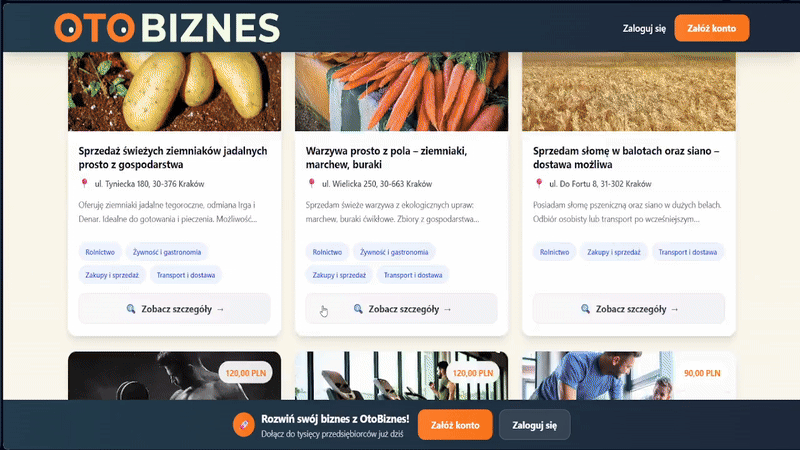 OTO BIZNES
Zaloguj się
Załóż konto
Sprzedaż świeżych ziemniaków jadalnych
prosto z gospodarstwa
ul. Tyniecka 180, 30-376 Kraków
Oferuję ziemniaki jadalne tegoroczne, odmiana Irga i
Denar. Idealne do gotowania i pieczenia. Możliwość...
Rolnictwo
Żywność i gastronomia
Zakupy i sprzedaż
Transport i dostawa
Zobacz szczegóły →
Warzywa prosto z pola – ziemniaki,
marchew, buraki
ul. Wielicka 250, 30-663 Kraków
Sprzedam świeże warzywa z ekologicznych upraw:
marchew, buraki ćwikłowe. Zbiory z gospodarstwa...
Rolnictwo
Żywność i gastronomia
Zakupy i sprzedaż
Transport i dostawa
Zobacz szczegóły →
Sprzedam słomę w balotach oraz siano –
dostawa możliwa
ul. Do Fortu 8, 31-302 Kraków
Posiadam słomę pszeniczną oraz siano w dużych belach.
Odbiór osobisty lub transport po wcześniejszym...
Rolnictwo
Zakupy i sprzedaż
Transport i dostawa
Zobacz szczegóły →
120,00 PLN
120,00 PLN
90,00 PLN
Rozwiń swój biznes z OtoBiznes!
Dołącz do tysięcy przedsiębiorców już dziś
Załóż konto
Zaloguj się